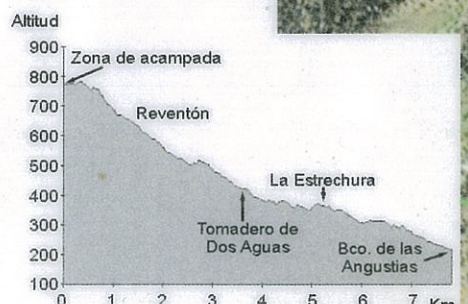 Altitud
900
800
700
600
500
400
300
200
100
Zona de acampada
Reventón
La Estrechura
Tomadero de
Dos Aguas
Bco. de las
Angustias
0 1 2 3 4 5 6 7 Km